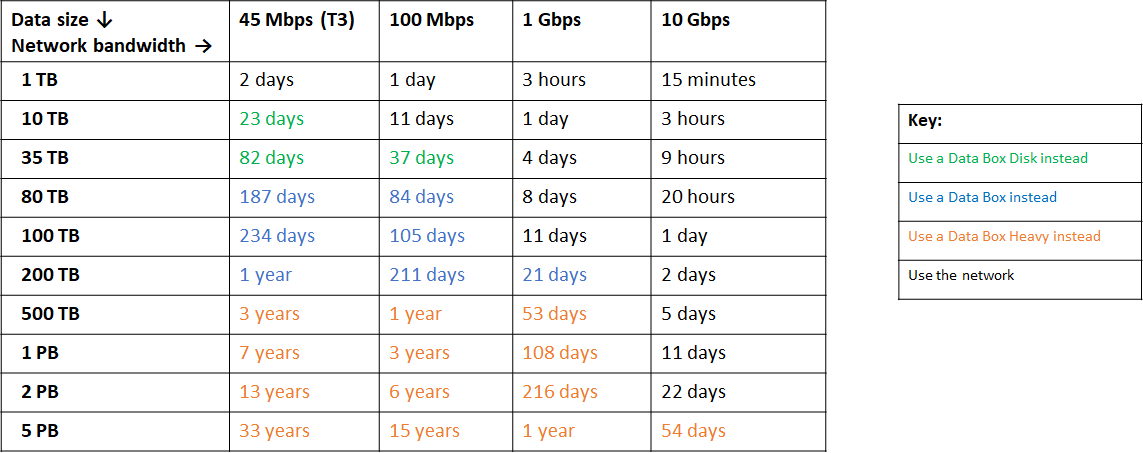 Data size ↓ 45 Mbps (T3) 100 Mbps 1 Gbps 10 Gbps
Network bandwidth →
1 TB 2 days 1 day 3 hours 15 minutes
10 TB 23 days 11 days 1 day 3 hours
35 TB 82 days 37 days 4 days 9 hours
80 TB 187 days 84 days 8 days 20 hours
100 TB 234 days 105 days 11 days 1 day
200 TB 1 year 211 days 21 days 2 days
500 TB 3 years 1 year 53 days 5 days
1 PB 7 years 3 years 108 days 11 days
2 PB 13 years 6 years 216 days 22 days
5 PB 33 years 15 years 1 year 54 days
Key:
Use a Data Box Disk instead
Use a Data Box instead
Use a Data Box Heavy instead
Use the network